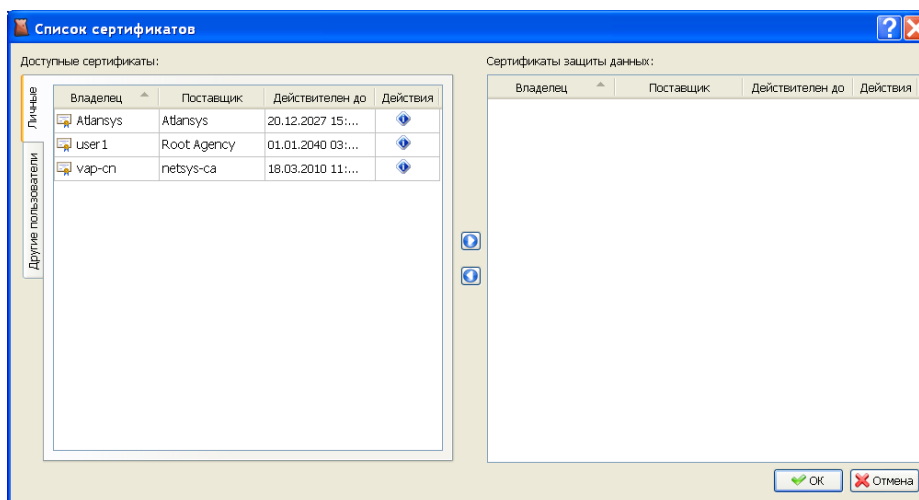 Список сертификатов
Доступные сертификаты:
Сертификаты защиты данных:
Личные
Другие пользователи
Владелец Поставщик Действителен до Действия
Atlansys Atlansys 20.12.2027 15:...
user1 Root Agency 01.01.2040 03:...
vap-cn netsys-ca 18.03.2010 11:...
Владелец Поставщик Действителен до Действия
OK Отмена